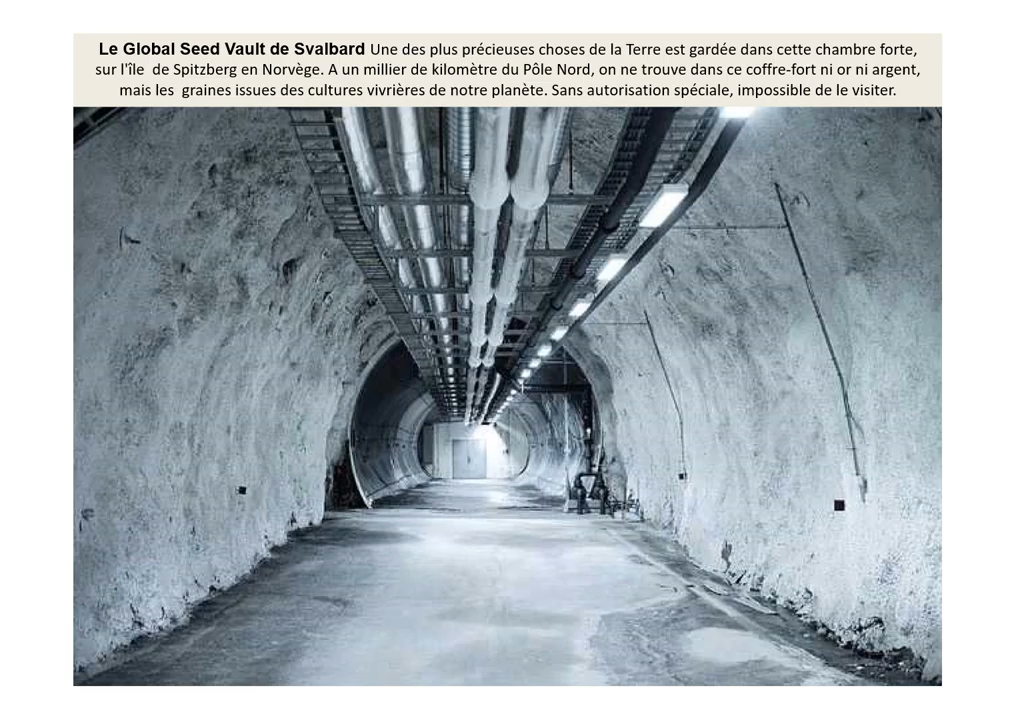 Le Global Seed Vault de Svalbard Une des plus précieuses choses de la Terre est gardée dans cette chambre forte,
sur l'île de Spitzberg en Norvège. A un millier de kilomètre du Pôle Nord, on ne trouve dans ce coffre-fort ni or ni argent,
mais les graines issues des cultures vivrières de notre planète. Sans autorisation spéciale, impossible de le visiter.